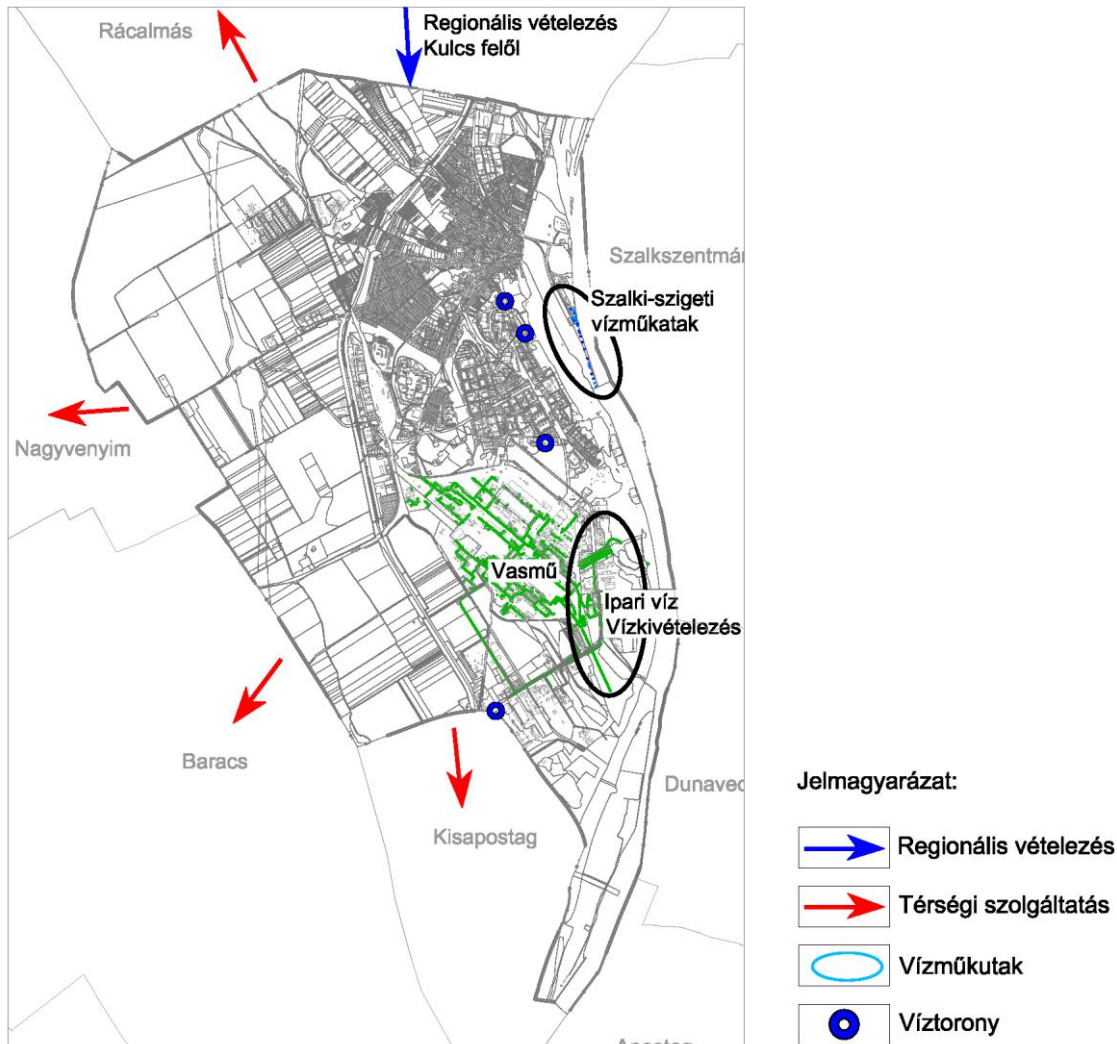 Rácalmás
Regionális vételezés
Kulcs felől
Szalkszentmár
Szalki-szigeti
vízműkatak
Nagyvenyim
Vasmű
Ipari víz
Vízkivételezés
Baracs
Dunavec
Kisapostag
Jelmagyarázat:
Regionális vételezés
Térségi szolgáltatás
Vízműkutak
Víztorony